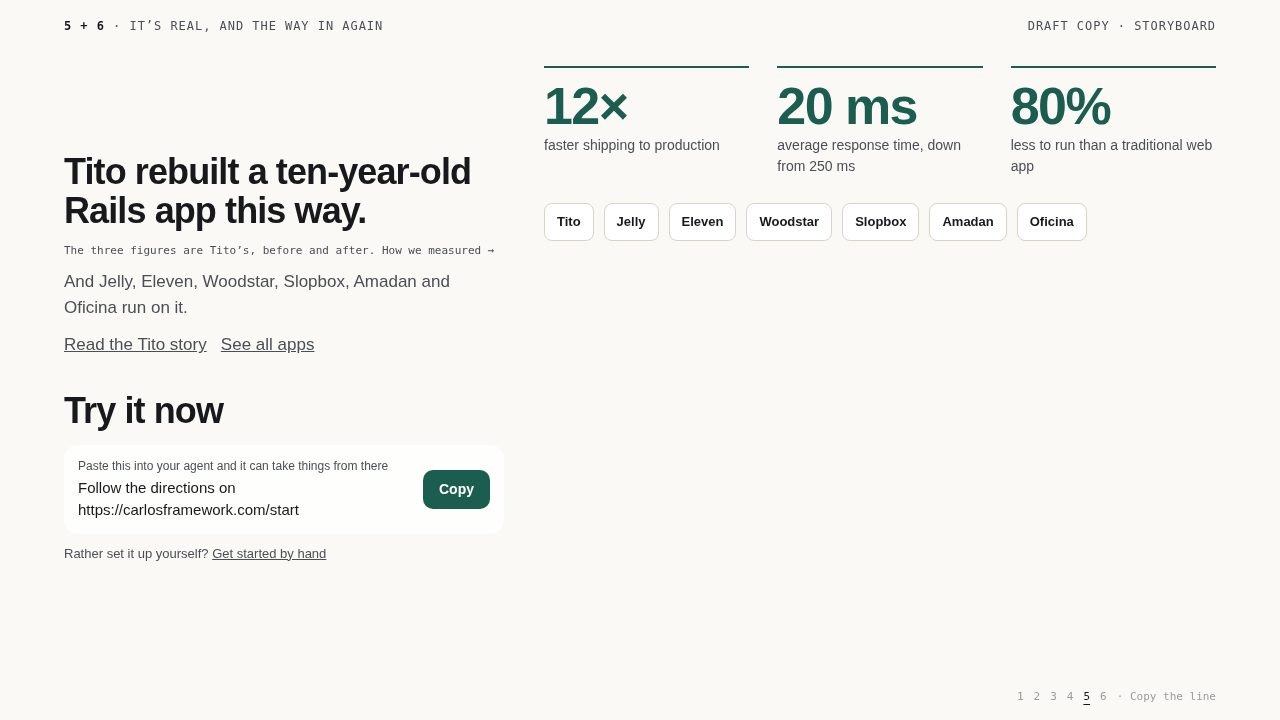 5 + 6 · IT’S REAL, AND THE WAY IN AGAIN
DRAFT COPY · STORYBOARD
Tito rebuilt a ten-year-old
Rails app this way.
The three figures are Tito’s, before and after. How we measured →
And Jelly, Eleven, Woodstar, Slopbox, Amadan and
Oficina run on it.
Read the Tito story See all apps
Try it now
Paste this into your agent and it can take things from there
Follow the directions on
https://carlosframework.com/start
Copy
Rather set it up yourself? Get started by hand
12×
faster shipping to production
20 ms
average response time, down
from 250 ms
80%
less to run than a traditional web
app
Tito Jelly Eleven Woodstar Slopbox Amadan Oficina
1 2 3 4 5 6 · Copy the line